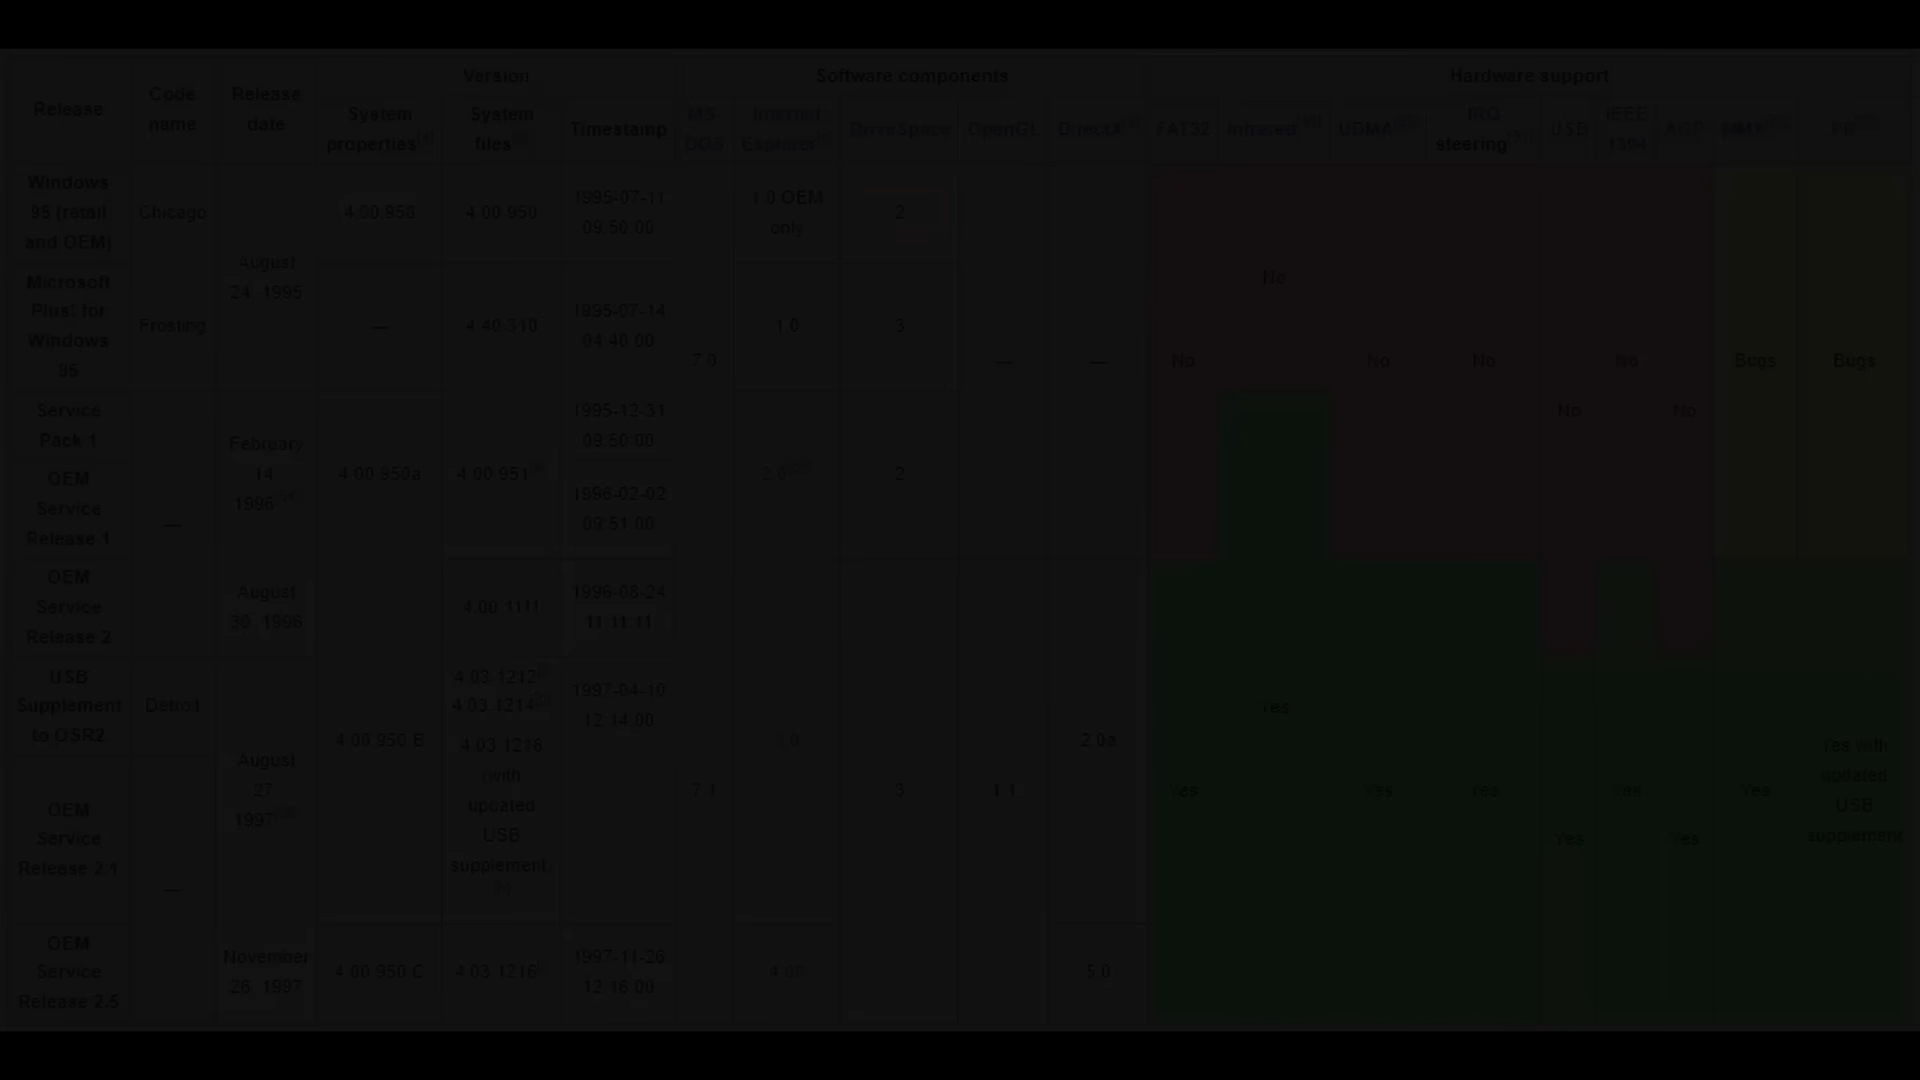 Version
Software components
Hardware support
Release
Code name
Release date
System properties
System files
Timestamp
MS-DOS
Internet Explorer
DriveSpace
OpenGL
DirectX
FAT32
Infrared
UDMA
IRQ steering
USB
IEEE 1394
AGP
MMX
Windows 95 (retail and OEM)
Chicago
August 24, 1995
4.00.950
4.00.950
1995-07-11 09.50.00
1.0 OEM only
2
No
Microsoft Plus! for Windows 95
Frosting
—
4.40.310
1995-07-14
1.0
3
7.0
—
—
No
No
No
No
Bugs
Bugs
Service Pack 1
—
February 14, 1996
4.00.950a
4.00.951
1995-12-31 09.50.00
2.0
2
No
No
OEM Service Release 1
1996-02-02 09.51.00
OEM Service Release 2
August 30, 1996
4.00.1111
1996-08-24 11.11.11
4.00.950 B
USB Supplement to OSR2
Detroit
August 27, 1997
4.03.1212
4.03.1214
1997-04-10 12.14.00
3.0
3
2.0a
Yes
OEM Service Release 2.1
—
4.03.1216 (with updated USB supplement)
7.1
1.1
Yes
Yes
Yes
Yes
Yes
Yes with updated USB supplement
Yes
Yes
OEM Service Release 2.5
November 26, 1997
4.00.950 C
4.03.1216
1997-11-26 12.16.00
5.0